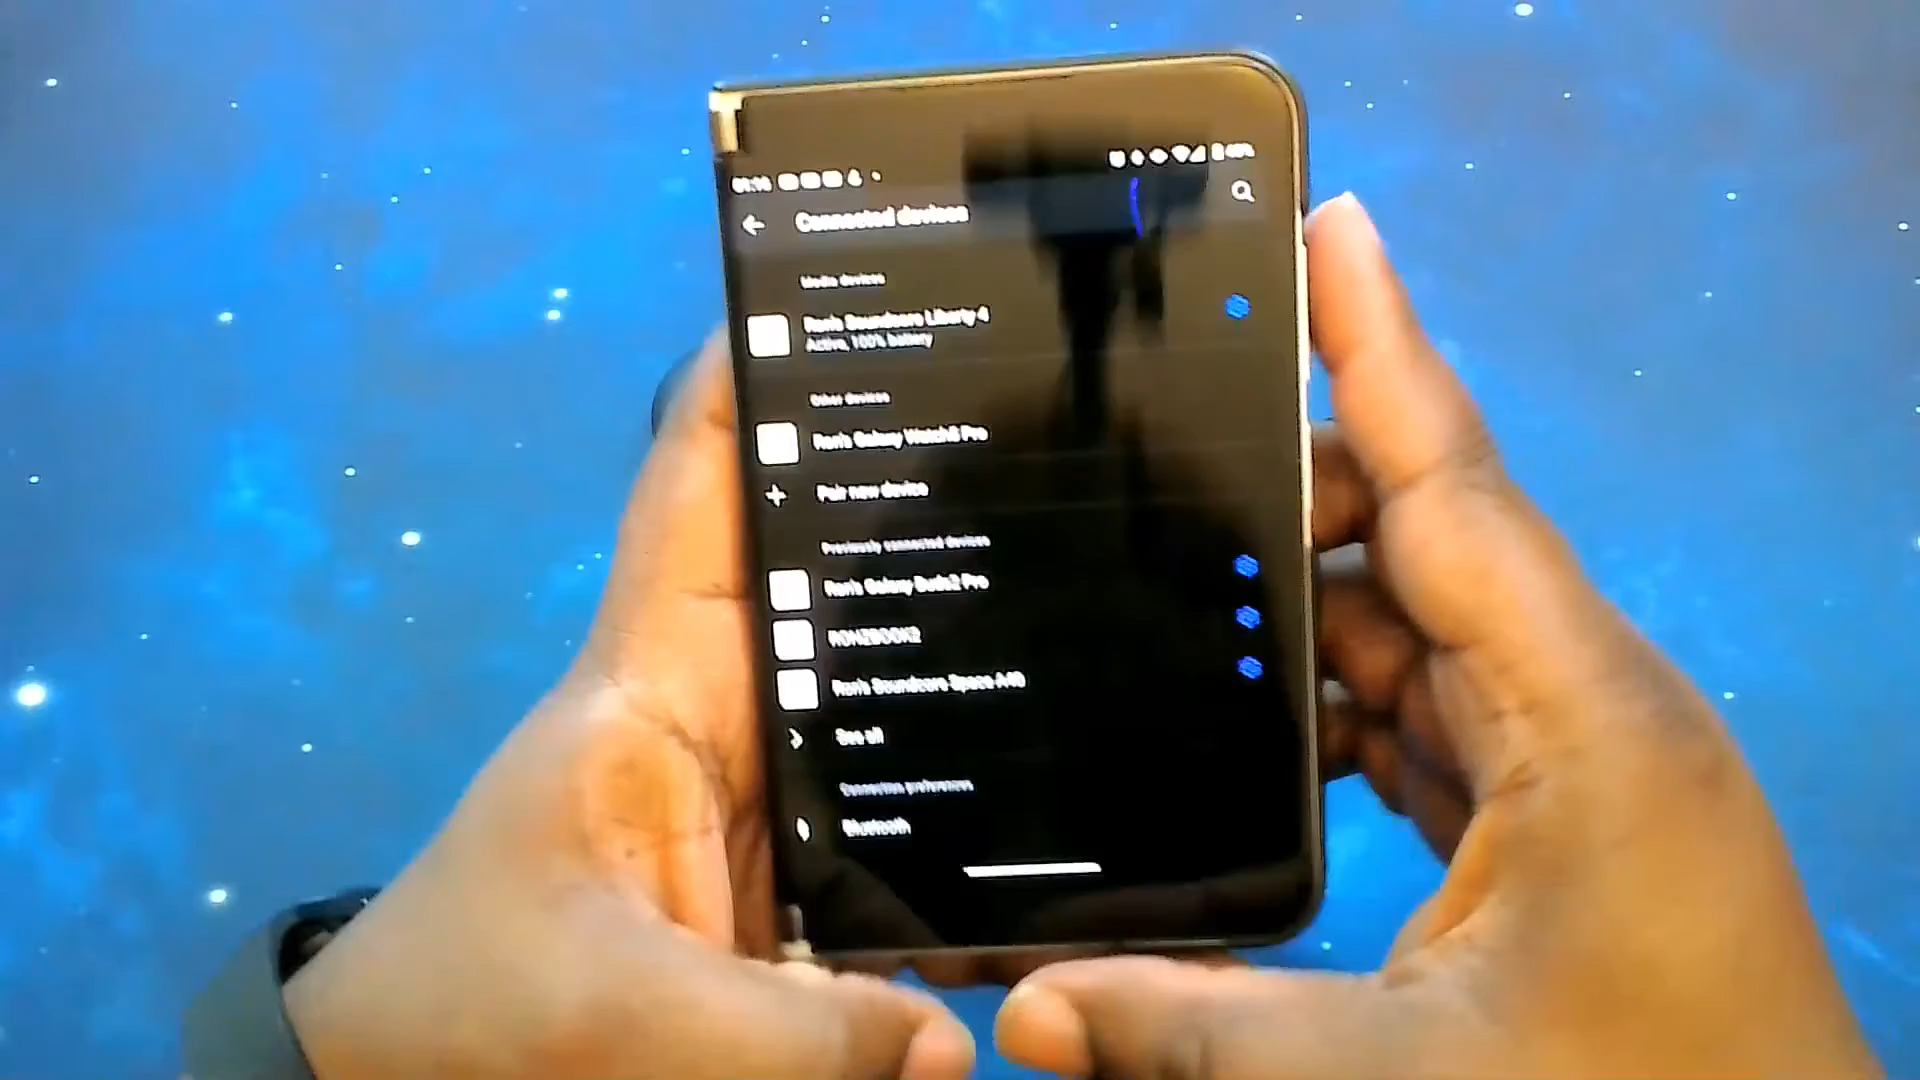 Connected devices
Media devices
Ron's Soundcore Liberty 4
Active, 100% battery
Other devices
Ron's Galaxy Watch5 Pro
Pair new device
Previously connected devices
Ron's Galaxy Buds2 Pro
RONZBOOK2
Ron's Soundcore Space A40
See all
Connection preferences
Bluetooth